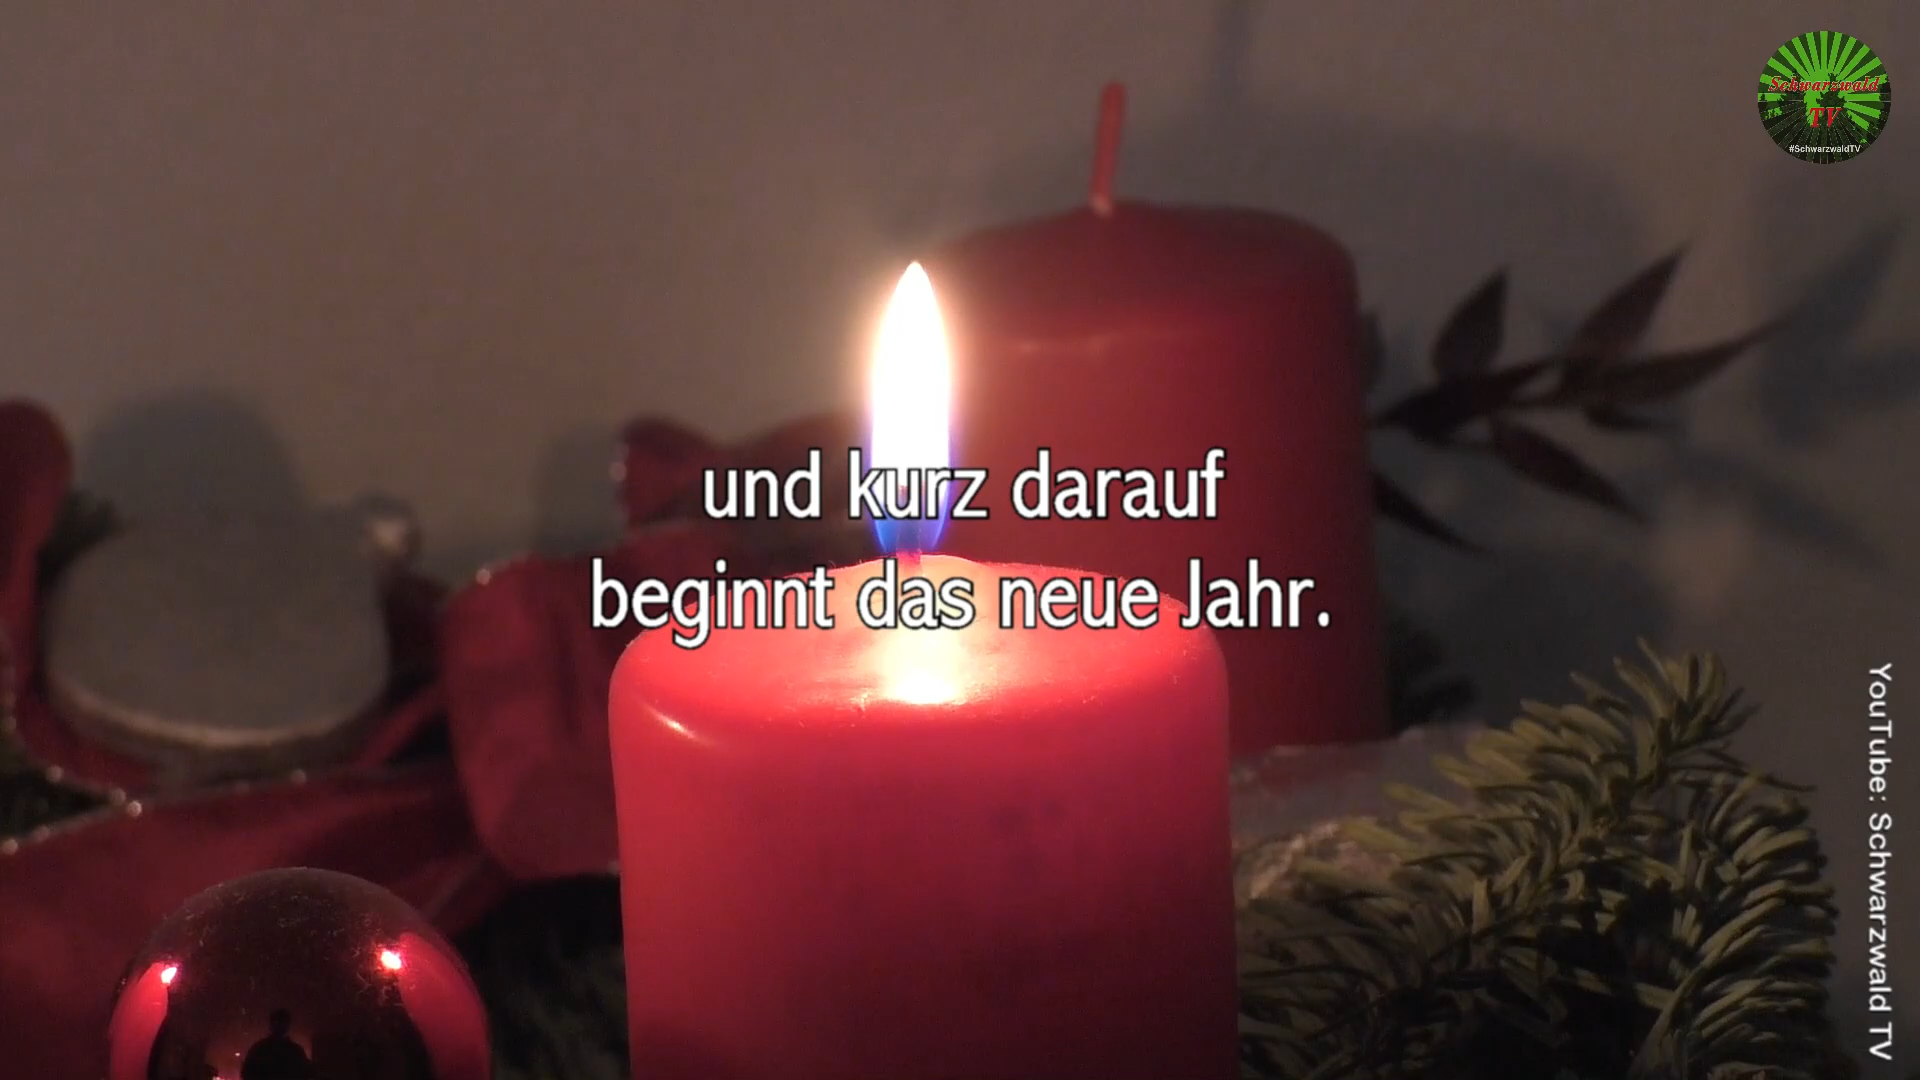 Schwarzwald
TV
#SchwarzwaldTV
und kurz darauf
beginnt das neue Jahr.
YouTube: Schwarzwald TV